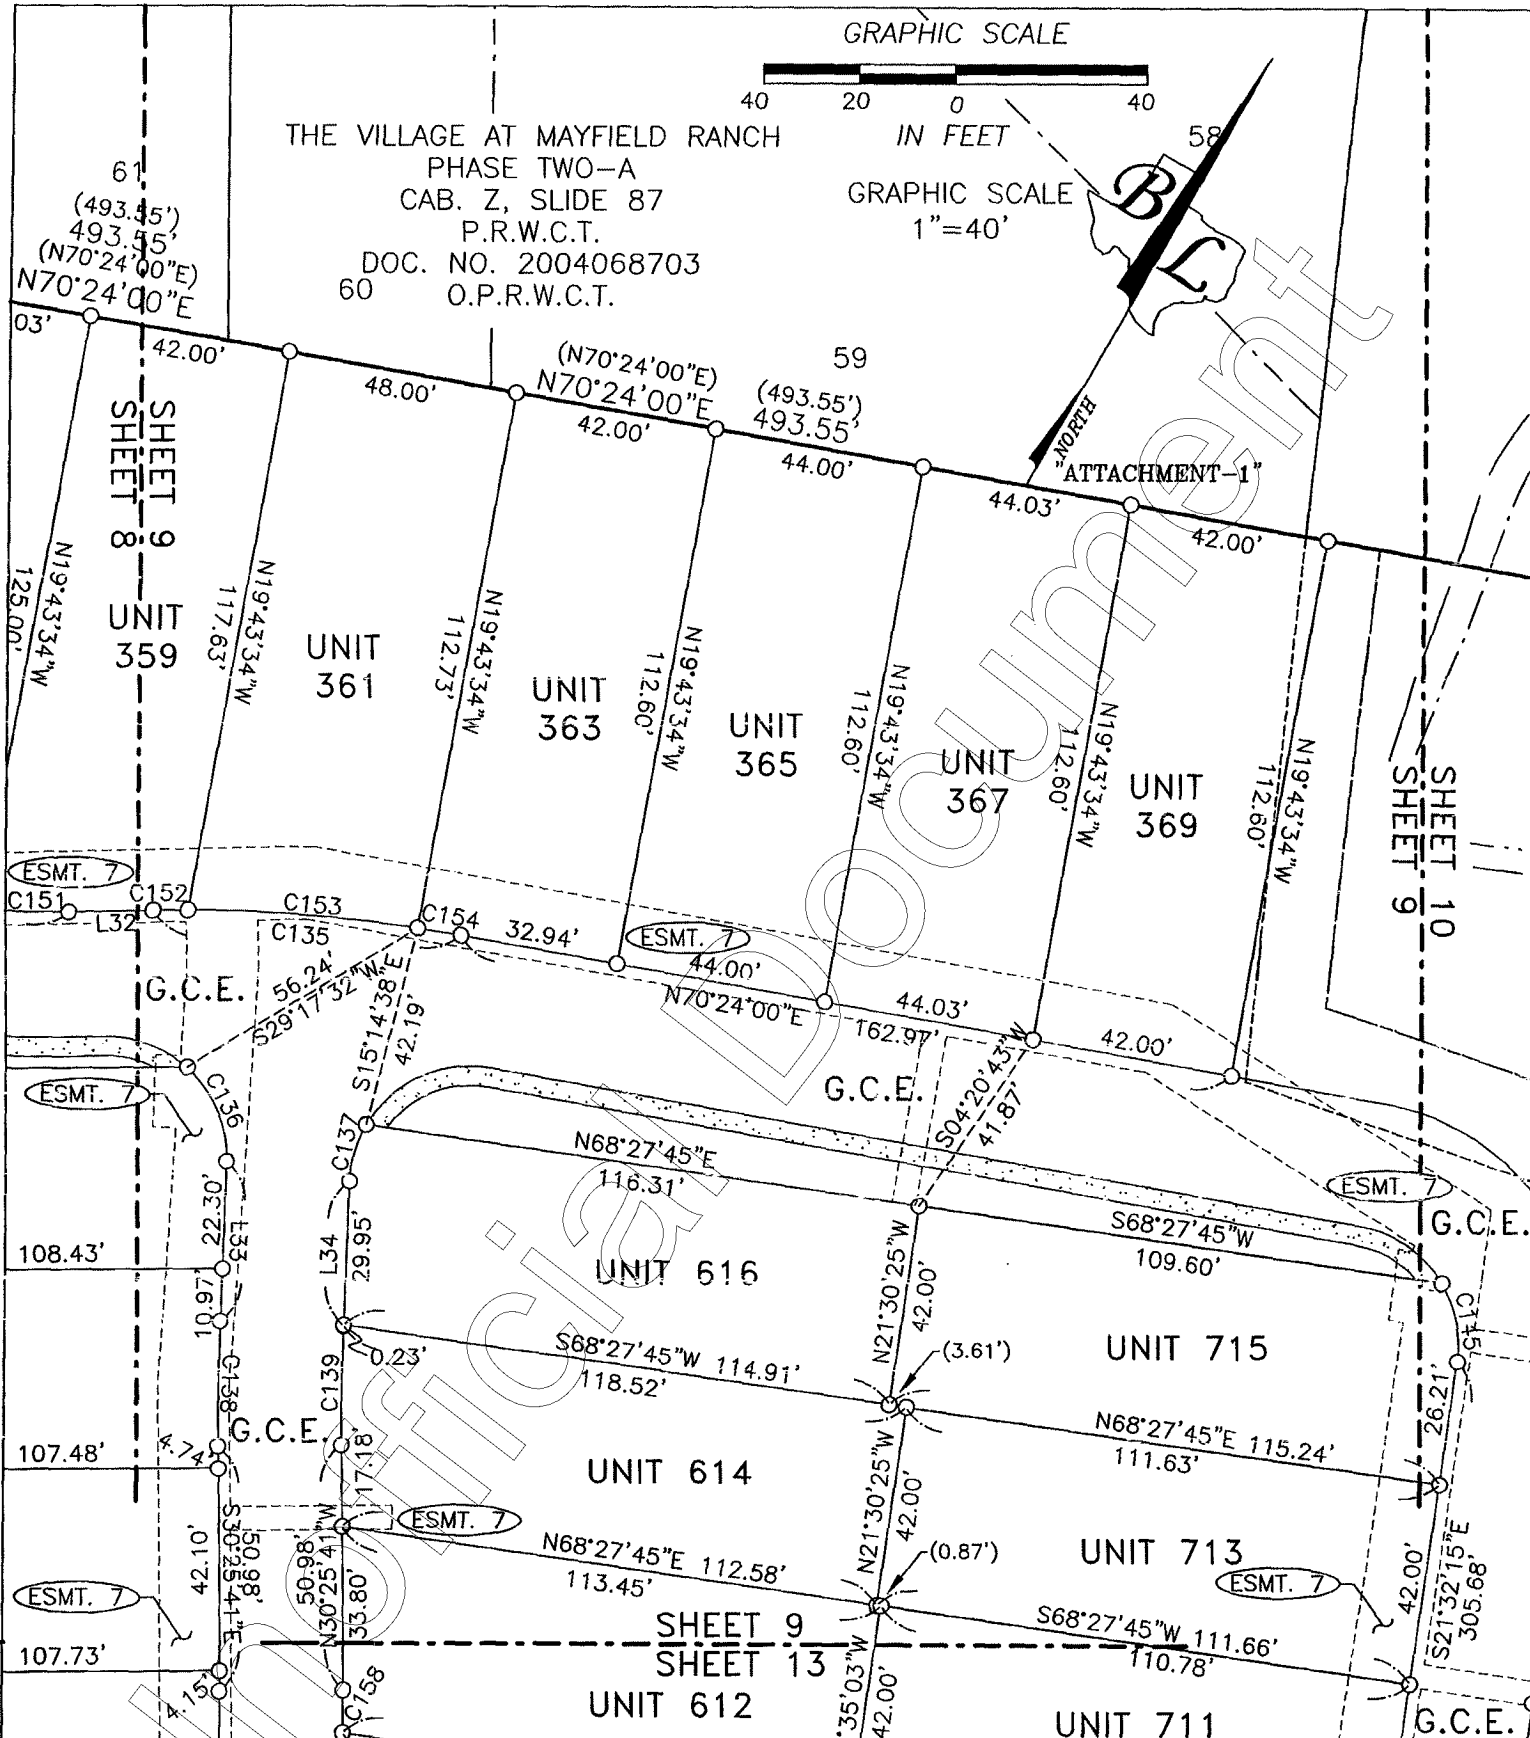 GRAPHIC SCALE
40 20 0 40
IN FEET
GRAPHIC SCALE
1"=40'
THE VILLAGE AT MAYFIELD RANCH
PHASE TWO-A
CAB. Z, SLIDE 87
P.R.W.C.T.
DOC. NO. 2004068703
O.P.R.W.C.T.
58
B
L
NORTH
"ATTACHMENT-1"
61
(493.55')
493.55'
(N70°24'00"E)
N70°24'00"E
60
59
(N70°24'00"E)
N70°24'00"E
(493.55')
493.55'
03'
42.00'
48.00'
42.00'
44.00'
44.03'
42.00'
SHEET 9
SHEET 8
SHEET 10
SHEET 9
N19°43'34"W
125.00'
N19°43'34"W
117.63'
N19°43'34"W
112.73'
N19°43'34"W
112.60'
N19°43'34"W
112.60'
N19°43'34"W
112.60'
N19°43'34"W
112.60'
UNIT
359
UNIT
361
UNIT
363
UNIT
365
UNIT
367
UNIT
369
ESMT. 7
C151
C152
L32
C153
C135
C154
32.94'
ESMT. 7
44.00'
N70°24'00"E
162.97'
44.03'
42.00'
G.C.E.
56.24'
S29°17'32"W
S15°14'38"E
42.19'
G.C.E.
S04°20'43"W
41.87'
ESMT. 7
C136
C137
N68°27'45"E
116.31'
ESMT. 7
G.C.E.
S68°27'45"W
109.60'
22.30'
L33
108.43'
L34
29.95'
UNIT 616
N21°30'25"W
42.00'
10.97'
0.23'
S68°27'45"W 114.91'
118.52'
(3.61')
UNIT 715
C145
26.21'
C138
C139
G.C.E.
4.74'
107.48'
17.18'
UNIT 614
N21°30'25"W
42.00'
N68°27'45"E 115.24'
111.63'
ESMT. 7
S30°25'41"E
50.98'
42.10'
N30°25'41"W
50.98'
33.80'
N68°27'45"E 112.58'
113.45'
(0.87')
UNIT 713
ESMT. 7
ESMT. 7
42.00'
S21°32'15"E
305.68'
SHEET 9
SHEET 13
S68°27'45"W 111.66'
110.78'
107.73'
4.15'
C158
UNIT 612
35'03"W
42.00'
UNIT 711
G.C.E.
Unofficial Document